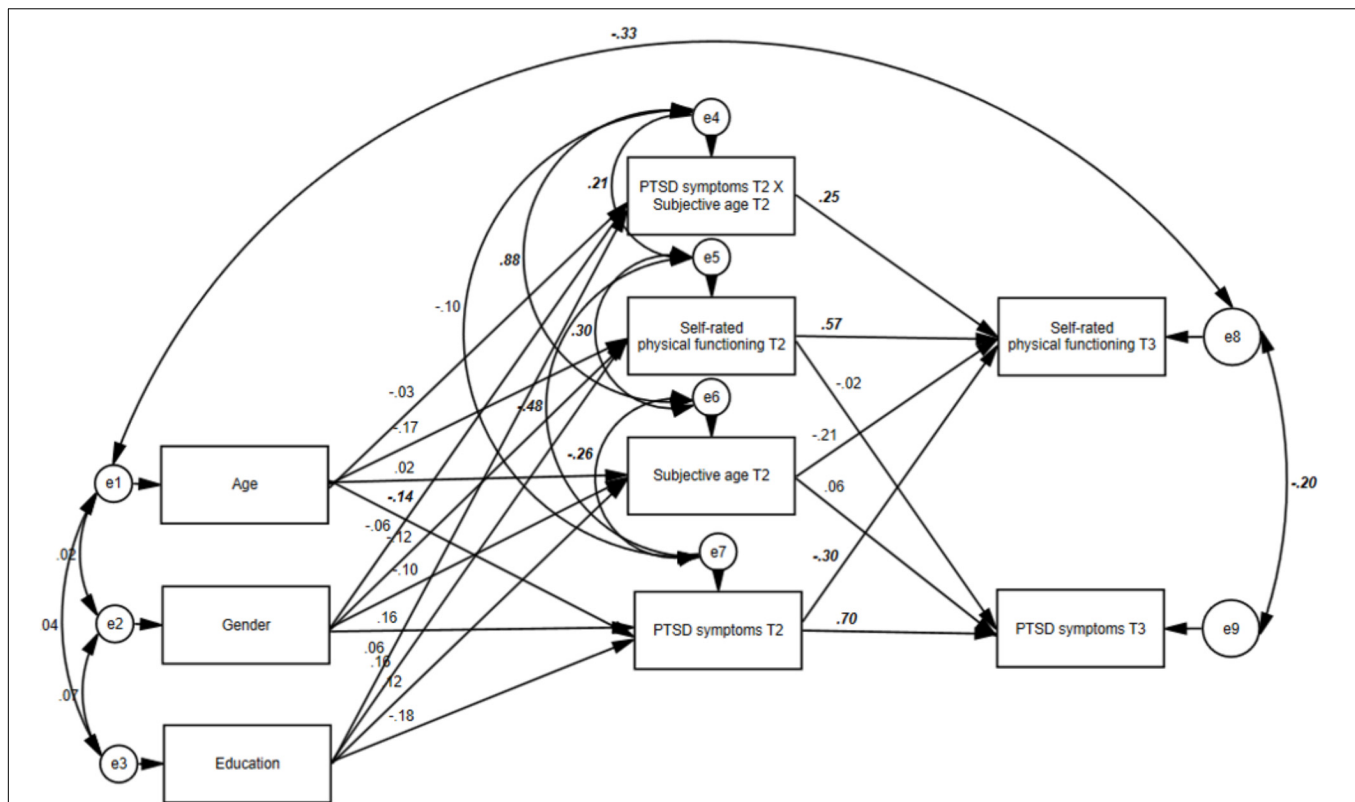 -.33
e4
PTSD symptoms T2 X
Subjective age T2
.21
.25
e5
.88
-.10
Self-rated
physical functioning T2
.30
.57
Self-rated
physical functioning T3
e8
-.02
e6
-.03
-.48
-.17
-.21
Subjective age T2
-.26
.02
.06
e1
Age
-.14
-.20
-.06
-.12
e7
-.30
.02
-.10
04
e2
Gender
.16
PTSD symptoms T2
.70
PTSD symptoms T3
e9
.06
.16
12
.07
-.18
e3
Education